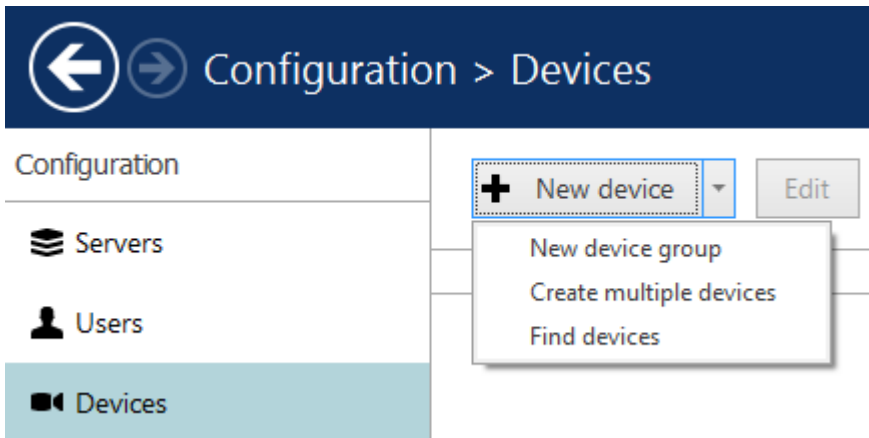 Configuration > Devices
Configuration
New device
Edit
Servers
New device group
Create multiple devices
Users
Find devices
Devices